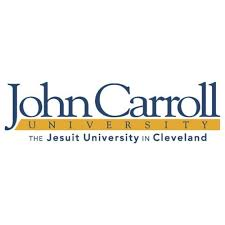 John Carroll
UNIVERSITY
THE Jesuit University IN Cleveland